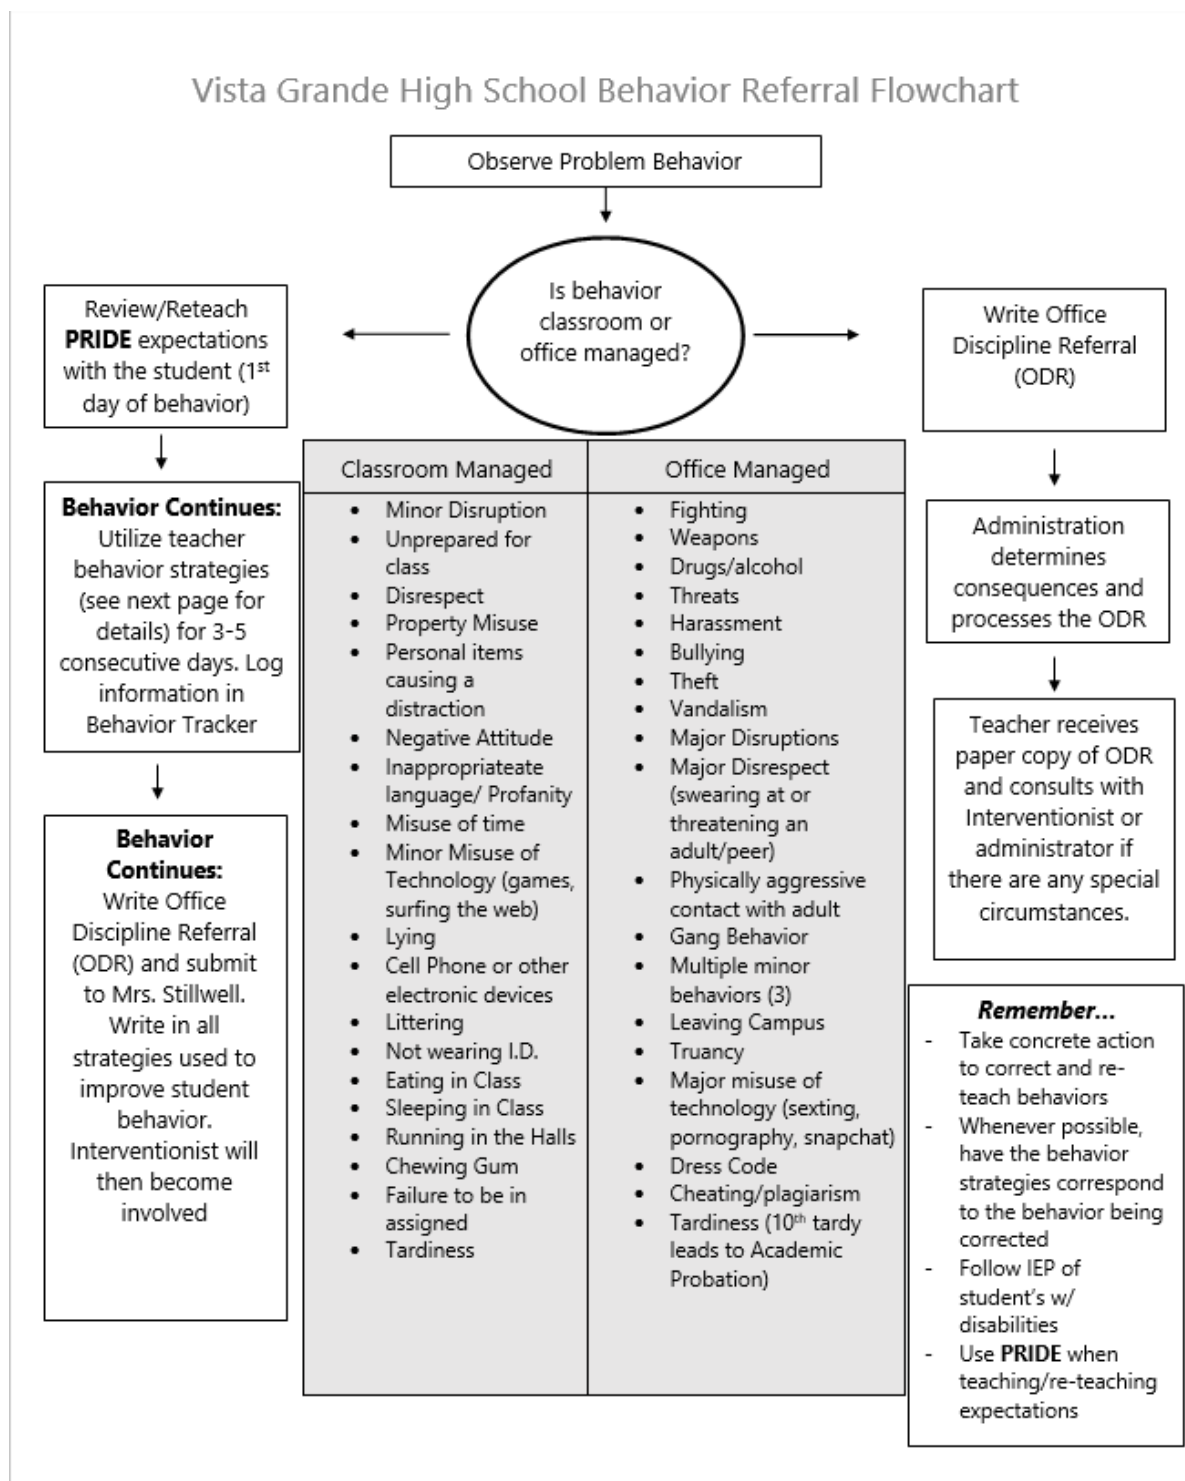 Vista Grande High School Behavior Referral Flowchart
Observe Problem Behavior
Is behavior
classroom or
office managed?
Review/Reteach
PRIDE expectations
with the student (1st
day of behavior)
Behavior Continues:
Utilize teacher
behavior strategies
(see next page for
details) for 3-5
consecutive days. Log
information in
Behavior Tracker
Behavior
Continues:
Write Office
Discipline Referral
(ODR) and submit
to Mrs. Stillwell.
Write in all
strategies used to
improve student
behavior.
Interventionist will
then become
involved
Classroom Managed
• Minor Disruption
• Unprepared for
class
• Disrespect
• Property Misuse
• Personal items
causing a
distraction
• Negative Attitude
• Inappropriateate
language/ Profanity
• Misuse of time
• Minor Misuse of
Technology (games,
surfing the web)
• Lying
• Cell Phone or other
electronic devices
• Littering
• Not wearing I.D.
• Eating in Class
• Sleeping in Class
• Running in the Halls
• Chewing Gum
• Failure to be in
assigned
• Tardiness
Office Managed
• Fighting
• Weapons
• Drugs/alcohol
• Threats
• Harassment
• Bullying
• Theft
• Vandalism
• Major Disruptions
• Major Disrespect
(swearing at or
threatening an
adult/peer)
• Physically aggressive
contact with adult
• Gang Behavior
• Multiple minor
behaviors (3)
• Leaving Campus
• Truancy
• Major misuse of
technology (sexting,
pornography, snapchat)
• Dress Code
• Cheating/plagiarism
• Tardiness (10th tardy
leads to Academic
Probation)
Write Office
Discipline Referral
(ODR)
Administration
determines
consequences and
processes the ODR
Teacher receives
paper copy of ODR
and consults with
Interventionist or
administrator if
there are any special
circumstances.
Remember...
- Take concrete action
to correct and re-
teach behaviors
- Whenever possible,
have the behavior
strategies correspond
to the behavior being
corrected
- Follow IEP of
student's w/
disabilities
- Use PRIDE when
teaching/re-teaching
expectations